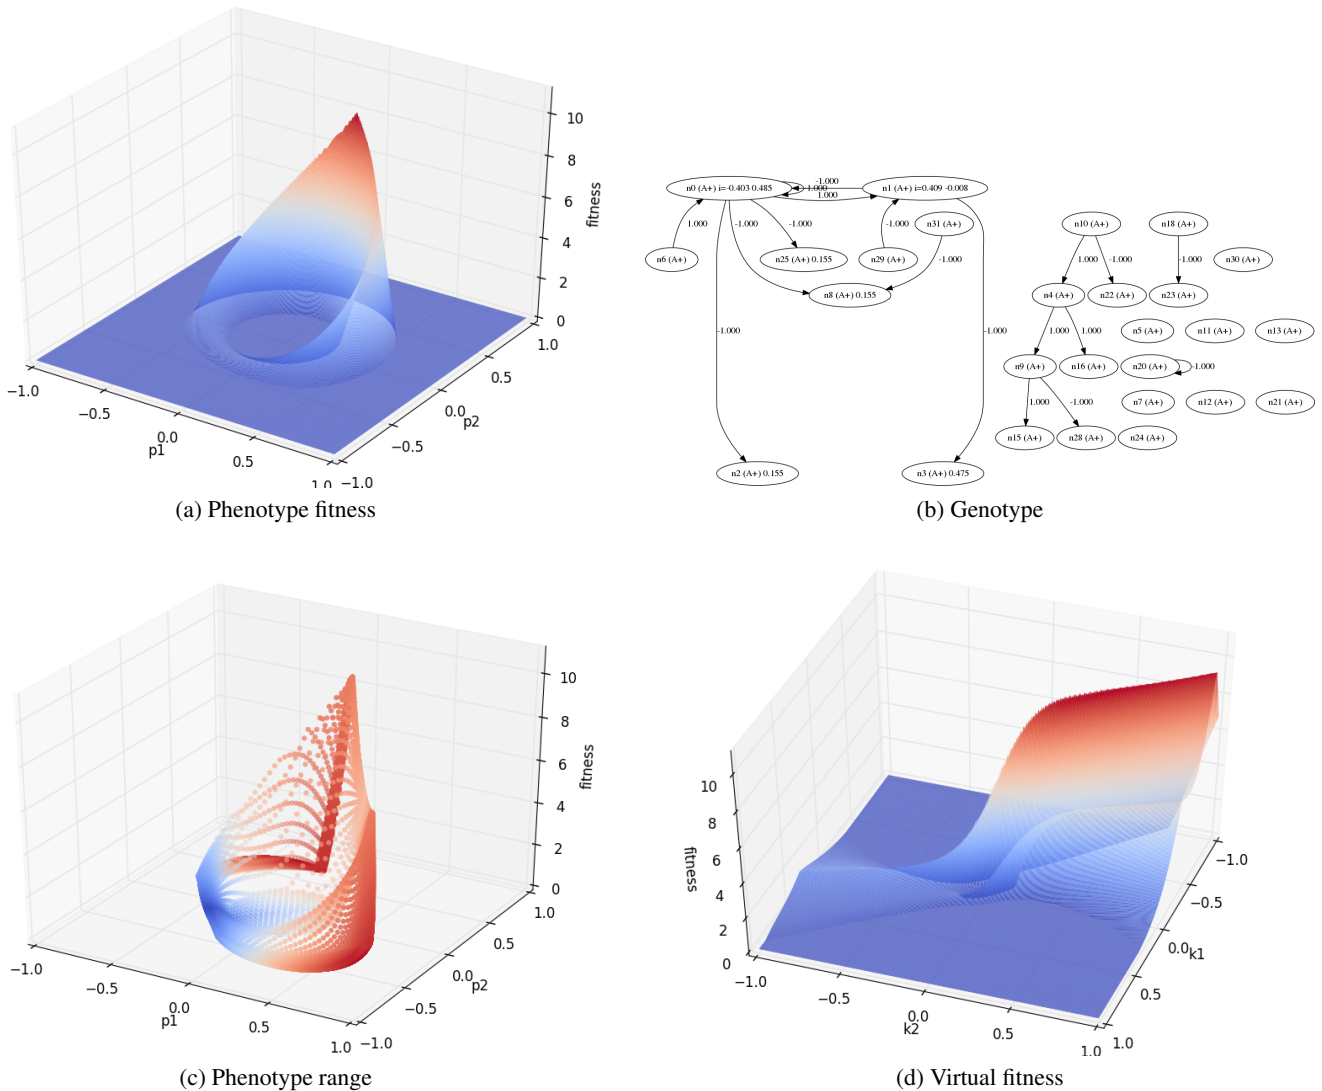 10
8
6
4
2
0
fitness
1.0
0.5
0.0
p2
−0.5
−1.0
−1.0
−0.5
0.0
p1
0.5
1.0
(a) Phenotype fitness
n0 (A+) i=-0.403 0.485
-1.000
1.000
n1 (A+) i=0.409 -0.008
n31 (A+)
n10 (A+)
n18 (A+)
1.000
-1.000
-1.000
-1.000
n6 (A+)
n25 (A+) 0.155
n29 (A+)
-1.000
1.000
-1.000
-1.000
n30 (A+)
n8 (A+) 0.155
n4 (A+)
n22 (A+)
n23 (A+)
-1.000
-1.000
1.000
1.000
n5 (A+)
n11 (A+)
n13 (A+)
n9 (A+)
n16 (A+)
n20 (A+)
-1.000
1.000
-1.000
n7 (A+)
n12 (A+)
n21 (A+)
n15 (A+)
n28 (A+)
n24 (A+)
n2 (A+) 0.155
n3 (A+) 0.475
(b) Genotype
10
8
6
4
2
0
fitness
1.0
0.5
0.0
p2
−0.5
−1.0
−1.0
−0.5
0.0
p1
0.5
1.0
(c) Phenotype range
10
8
6
4
2
0
fitness
−1.0
−0.5
0.0
k2
0.5
1.0
−1.0
−0.5
0.0
k1
0.5
1.0
(d) Virtual fitness